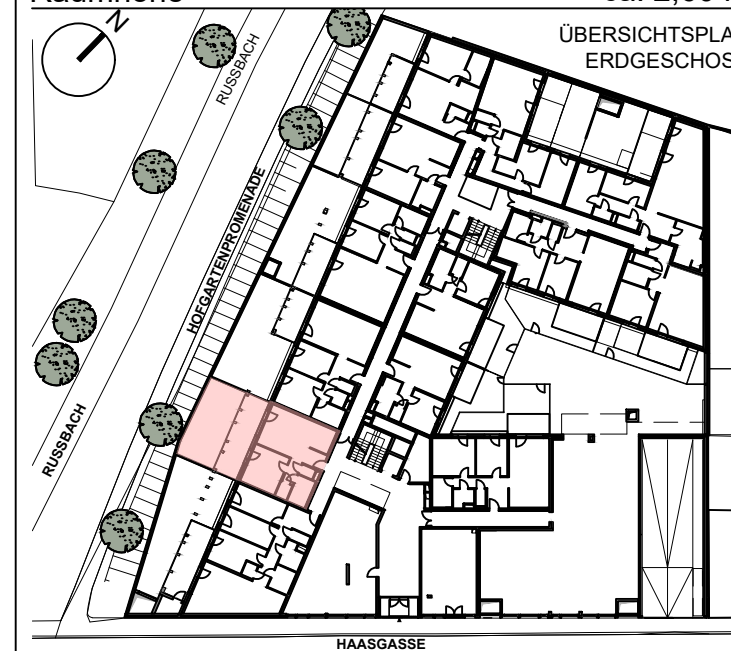 N
ÜBERSICHTSPLA
ERDGESCHOS
RUSSBACH
HOFGARTENPROMENADE
RUSSBACH
HAASGASSE